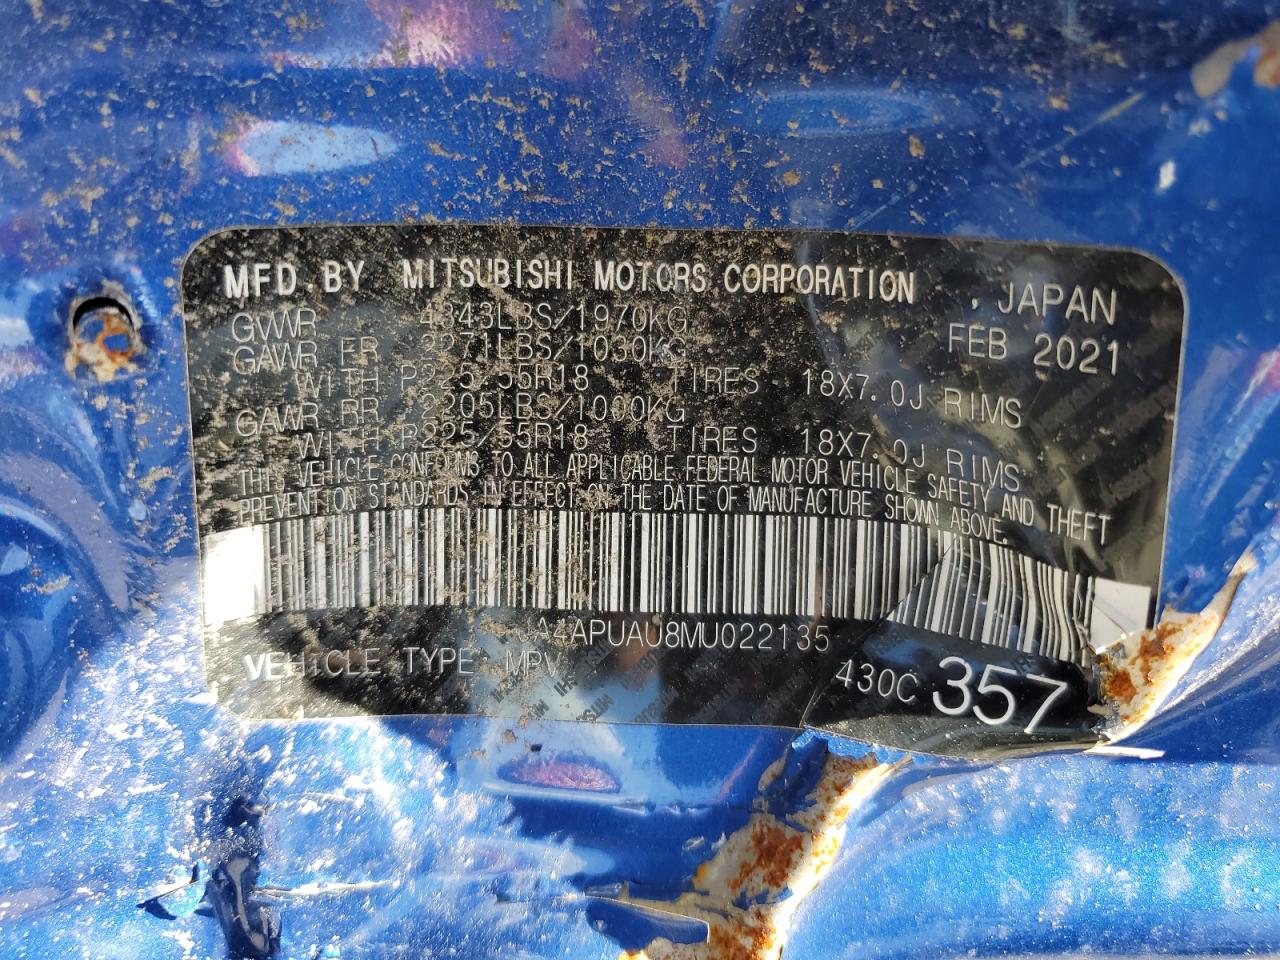 MFD.BY MITSUBISHI MOTORS CORPORATION , JAPAN
GVWR 4343LBS/1970KG FEB 2021
GAWR FR 2271LBS/1030KG
WITH P225/55R18 TIRES 18X7.0J RIMS
GAWR RR 2205LBS/1000KG
WITH P225/55R18 TIRES 18X7.0J RIMS
THIS VEHICLE CONFORMS TO ALL APPLICABLE FEDERAL MOTOR VEHICLE SAFETY AND THEFT
PREVENTION STANDARDS IN EFFECT ON THE DATE OF MANUFACTURE SHOWN ABOVE.
JA4APUAU8MU022135
VEHICLE TYPE: MPV 430C 357